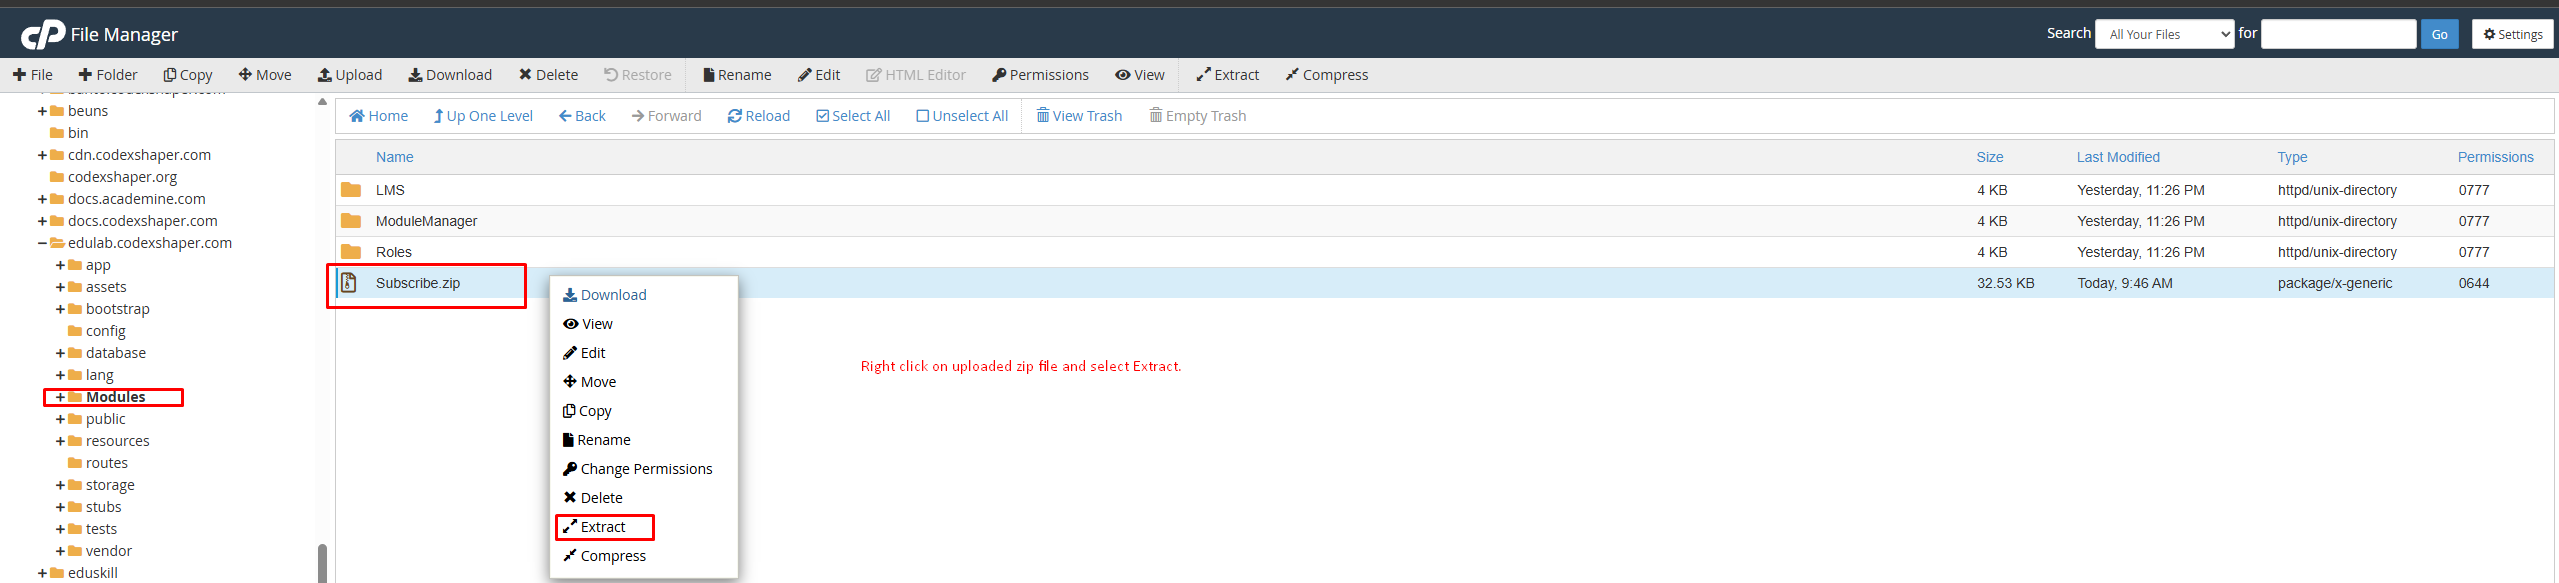 cP File Manager
Search All Your Files for Go Settings
File Folder Copy Move Upload Download Delete Restore Rename Edit HTML Editor Permissions View Extract Compress
beuns
bin
cdn.codexshaper.com
codexshaper.org
docs.academine.com
docs.codexshaper.com
edulab.codexshaper.com
app
assets
bootstrap
config
database
lang
Modules
public
resources
routes
storage
stubs
tests
vendor
eduskill
Home Up One Level Back Forward Reload Select All Unselect All View Trash Empty Trash
Name Size Last Modified Type Permissions
LMS 4 KB Yesterday, 11:26 PM httpd/unix-directory 0777
ModuleManager 4 KB Yesterday, 11:26 PM httpd/unix-directory 0777
Roles 4 KB Yesterday, 11:26 PM httpd/unix-directory 0777
Subscribe.zip 32.53 KB Today, 9:46 AM package/x-generic 0644
Download
View
Edit
Move
Copy
Rename
Change Permissions
Delete
Extract
Compress
Right click on uploaded zip file and select Extract.